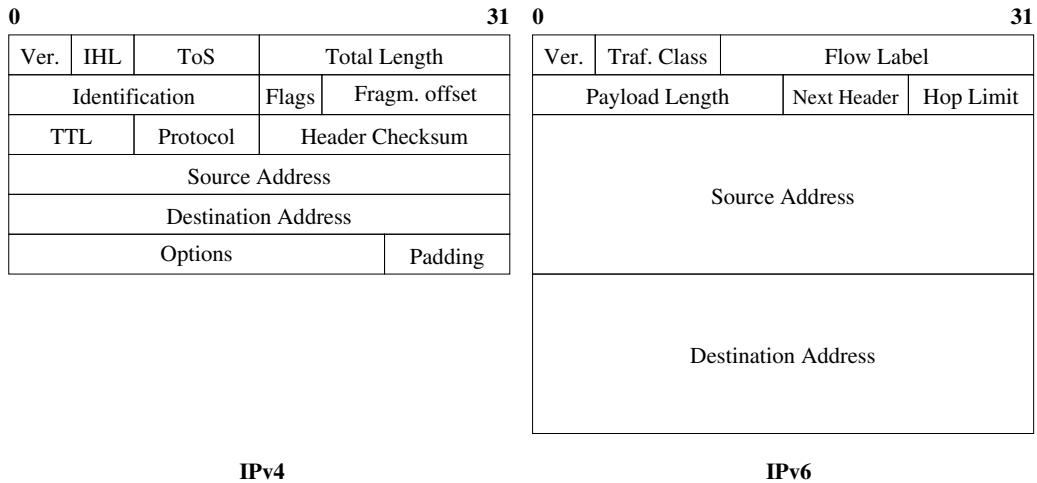 0 31 0 31
Ver. IHL ToS Total Length Ver. Traf. Class Flow Label
Identification Flags Fragm. offset Payload Length Next Header Hop Limit
TTL Protocol Header Checksum
Source Address
Source Address
Destination Address
Options Padding
Destination Address
IPv4 IPv6